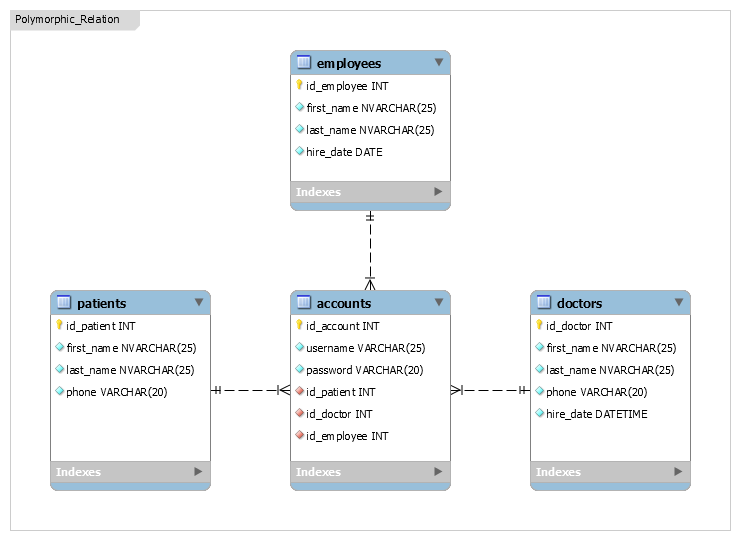 Polymorphic_Relation
employees
id_employee INT
first_name NVARCHAR(25)
last_name NVARCHAR(25)
hire_date DATE
Indexes
patients
id_patient INT
first_name NVARCHAR(25)
last_name NVARCHAR(25)
phone VARCHAR(20)
Indexes
accounts
id_account INT
username VARCHAR(25)
password VARCHAR(20)
id_patient INT
id_doctor INT
id_employee INT
Indexes
doctors
id_doctor INT
first_name NVARCHAR(25)
last_name NVARCHAR(25)
phone VARCHAR(20)
hire_date DATETIME
Indexes